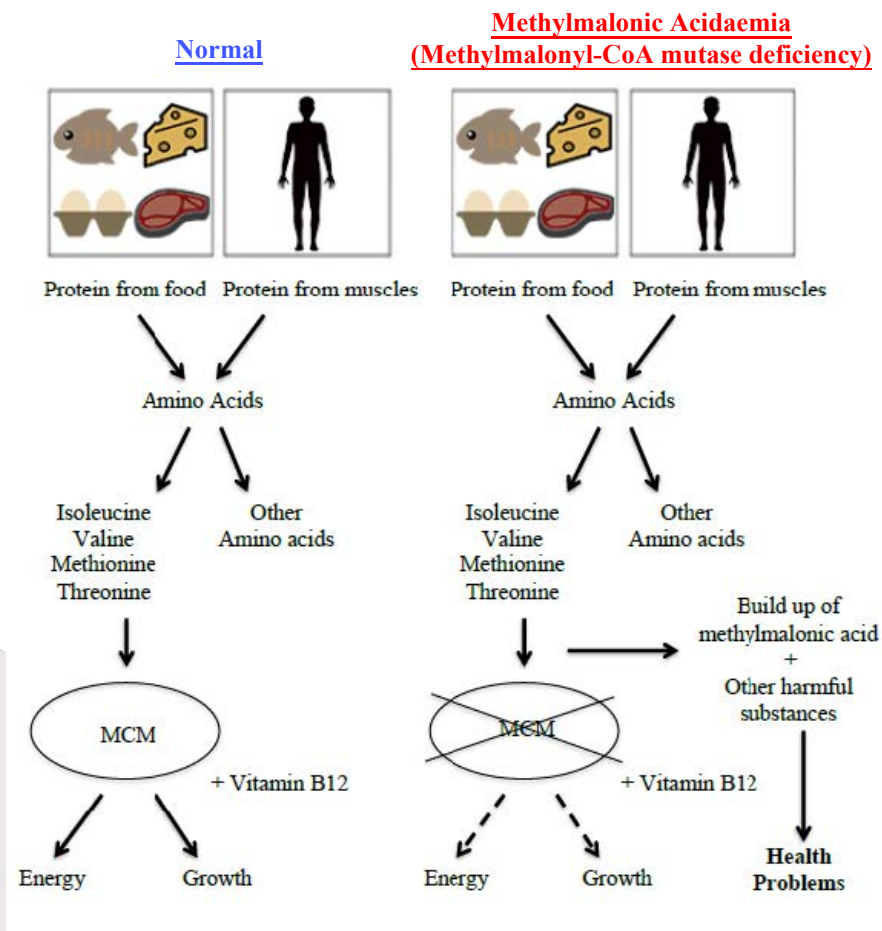 Normal
Methylmalonic Acidaemia
(Methylmalonyl-CoA mutase deficiency)
Protein from food
Protein from muscles
Amino Acids
Isoleucine
Valine
Methionine
Threonine
Other
Amino acids
MCM
+ Vitamin B12
Energy
Growth
Protein from food
Protein from muscles
Amino Acids
Isoleucine
Valine
Methionine
Threonine
Other
Amino acids
Build up of
methylmalonic acid
+
Other harmful
substances
MCM
+ Vitamin B12
Energy
Growth
Health
Problems